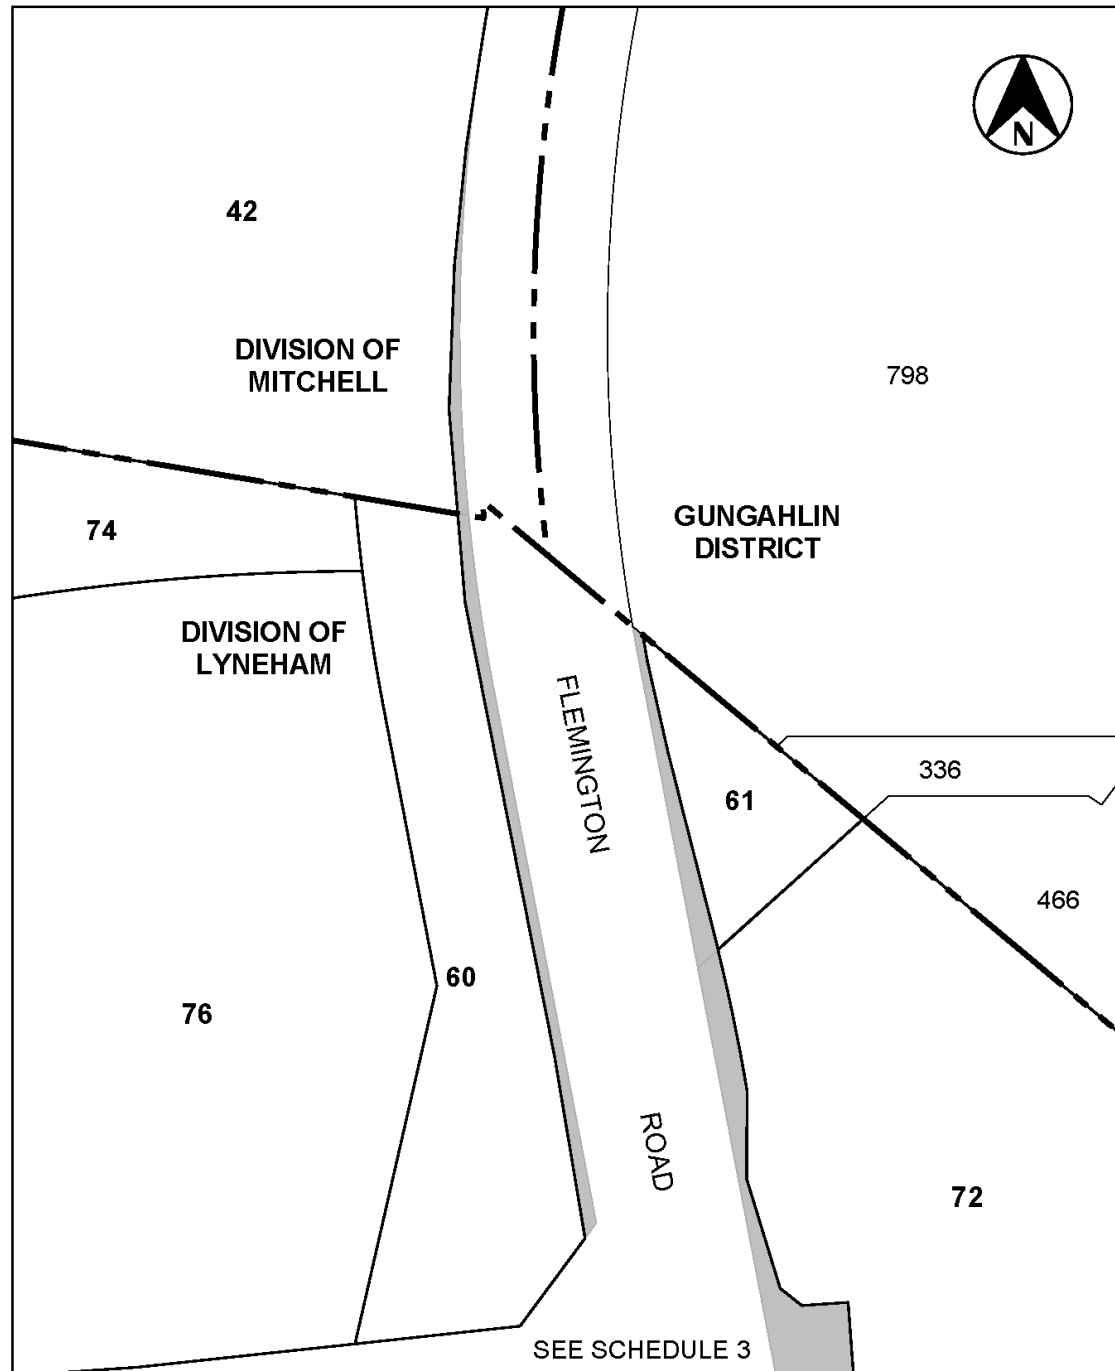 N
42
DIVISION OF
MITCHELL
798
74
GUNGAHLIN
DISTRICT
DIVISION OF
LYNEHAM
FLEMINGTON
336
61
466
60
76
ROAD
72
SEE SCHEDULE 3